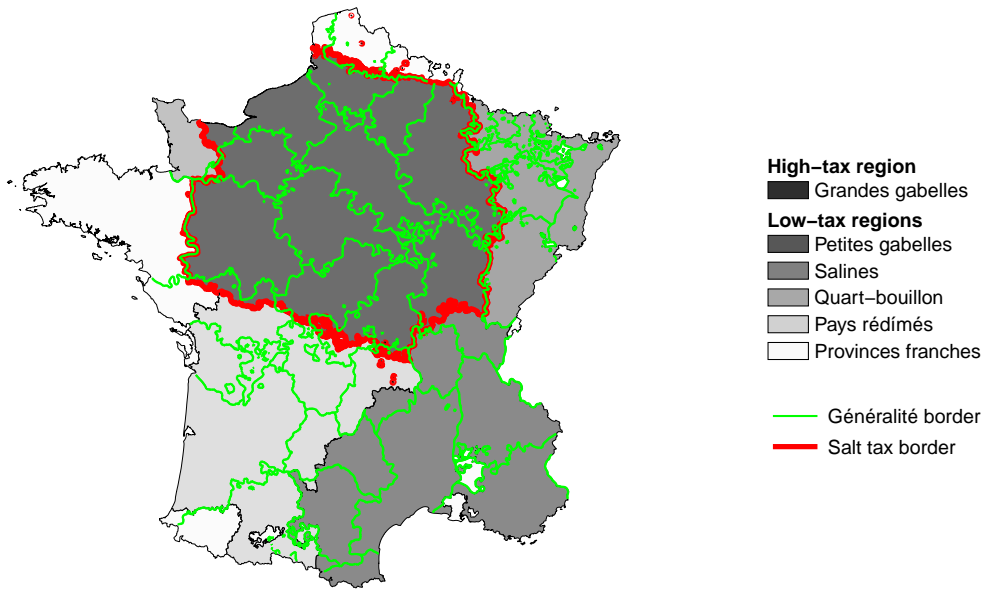 High−tax region
Grandes gabelles
Low−tax regions
Petites gabelles
Salines
Quart−bouillon
Pays rédímés
Provinces franches
Généralité border
Salt tax border